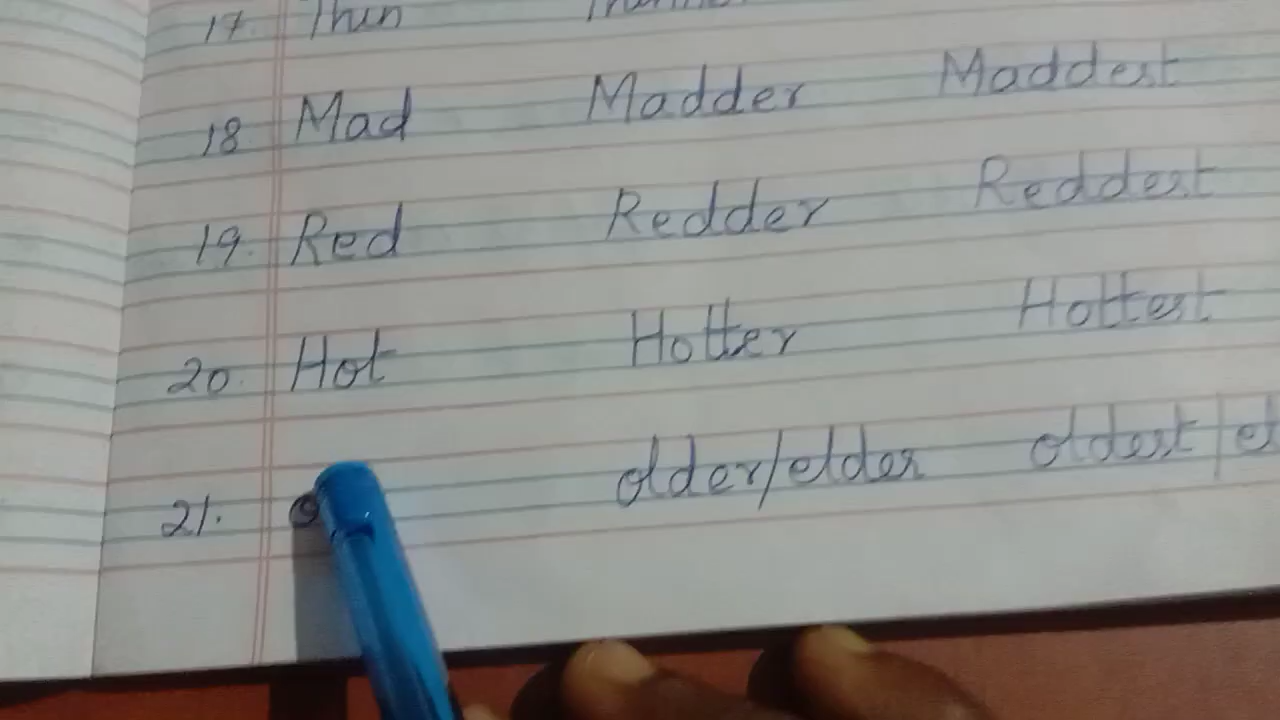 17. Thin
18. Mad Madder Maddest
19. Red Redder Reddest
20. Hot Hotter Hottest
21. older/elder oldest/